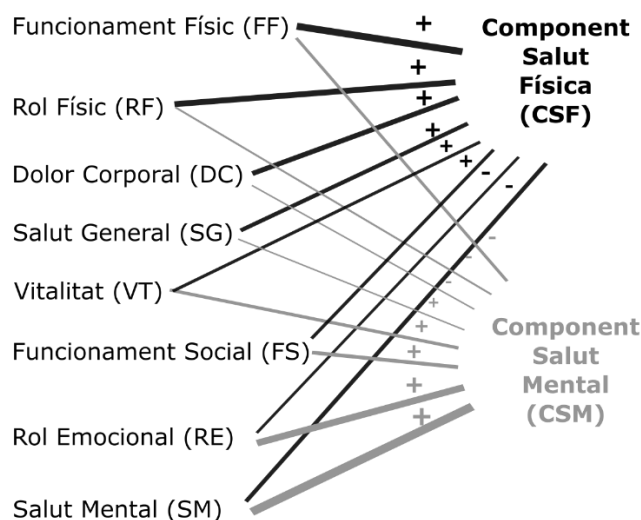 Funcionament Físic (FF)
Rol Físic (RF)
Dolor Corporal (DC)
Salut General (SG)
Vitalitat (VT)
Funcionament Social (FS)
Rol Emocional (RE)
Salut Mental (SM)
+
+
+
+
+
+
-
-
Component
Salut
Física
(CSF)
-
-
-
+
+
+
+
+
Component
Salut
Mental
(CSM)